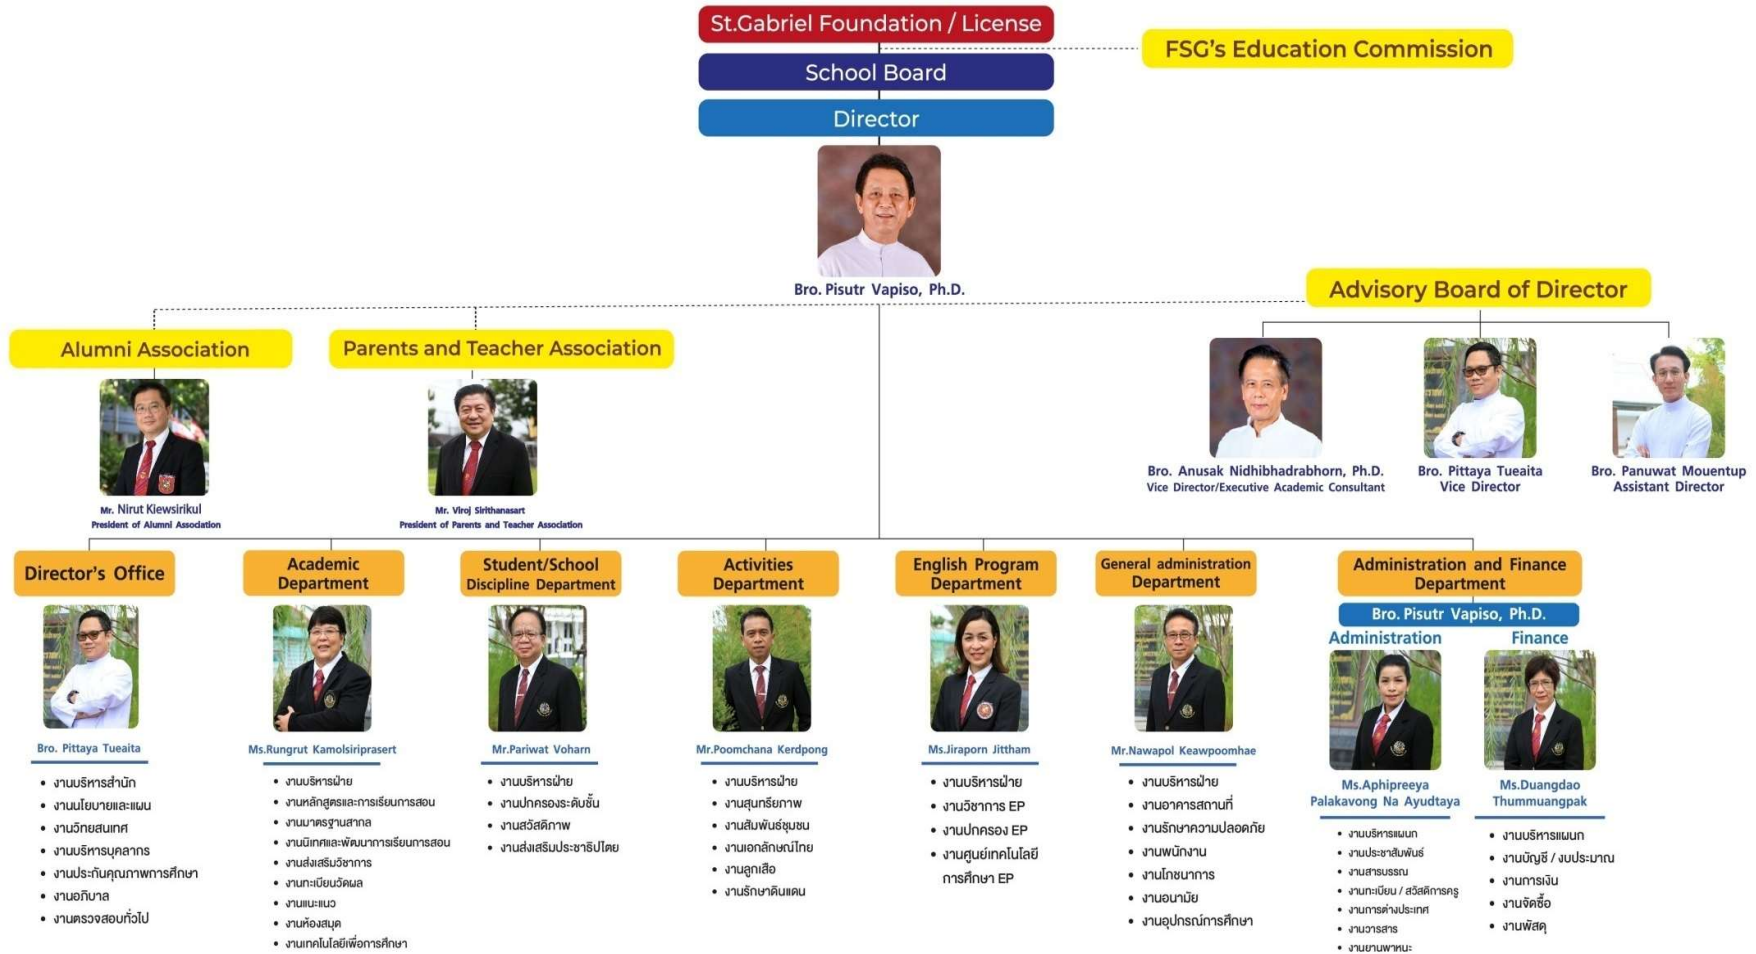 St.Gabriel Foundation / License
FSG's Education Commission
School Board
Director
Bro. Pisutr Vapiso, Ph.D.
Advisory Board of Director
Alumni Association
Parents and Teacher Association
Mr. Nirut Kiewsirikul
President of Alumni Assodation
Mr. Viroj Sirithanasart
President of Parents and Teacher Association
Bro. Anusak Nidhibhadrabhorn, Ph.D.
Vice Director/Executive Academic Consultant
Bro. Pittaya Tueaita
Vice Director
Bro. Panuwat Mouentup
Assistant Director
Director's Office
Bro. Pittaya Tueaita
• งานบริหารสำนัก
• งานนโยบายและแผน
• งานวิทยสนเทศ
• งานบริหารบุคลากร
• งานประกันคุณภาพการศึกษา
• งานอภิบาล
• งานตรวจสอบทั่วไป
Academic
Department
Ms.Rungrut Kamolsiriprasert
• งานบริหารฝ่าย
• งานหลักสูตรและการเรียนการสอน
• งานมาตรฐานสากล
• งานนิเทศและพัฒนาการเรียนการสอน
• งานส่งเสริมวิชาการ
• งานทะเบียนวัดผล
• งานแนะแนว
• งานห้องสมุด
• งานเทคโนโลยีเพื่อการศึกษา
Student/School
Discipline Department
Mr.Pariwat Voharn
• งานบริหารฝ่าย
• งานปกครองระดับชั้น
• งานสวัสดิภาพ
• งานส่งเสริมประชาธิปไตย
Activities
Department
Mr.Poomchana Kerdpong
• งานบริหารฝ่าย
• งานสุนทรียภาพ
• งานสัมพันธ์ชุมชน
• งานเอกลักษณ์ไทย
• งานลูกเสือ
• งานรักษาดินแดน
English Program
Department
Ms.Jiraporn Jittham
• งานบริหารฝ่าย
• งานวิชาการ EP
• งานปกครอง EP
• งานศูนย์เทคโนโลยี
การศึกษา EP
General administration
Department
Mr.Nawapol Keawpoomhae
• งานบริหารฝ่าย
• งานอาคารสถานที่
• งานรักษาความปลอดภัย
• งานพนักงาน
• งานโภชนาการ
• งานอนามัย
• งานอุปกรณ์การศึกษา
Administration and Finance
Department
Bro. Pisutr Vapiso, Ph.D.
Administration
Ms.Aphipreeya
Palakavong Na Ayudtaya
• งานบริหารแผนก
• งานประชาสัมพันธ์
• งานสารบรรณ
• งานทะเบียน / สวัสดิการครู
• งานการต่างประเทศ
• งานวารสาร
• งานยานพาหนะ
Finance
Ms.Duangdao
Thummuangpak
• งานบริหารแผนก
• งานบัญชี / งบประมาณ
• งานการเงิน
• งานจัดซื้อ
• งานพัสดุ